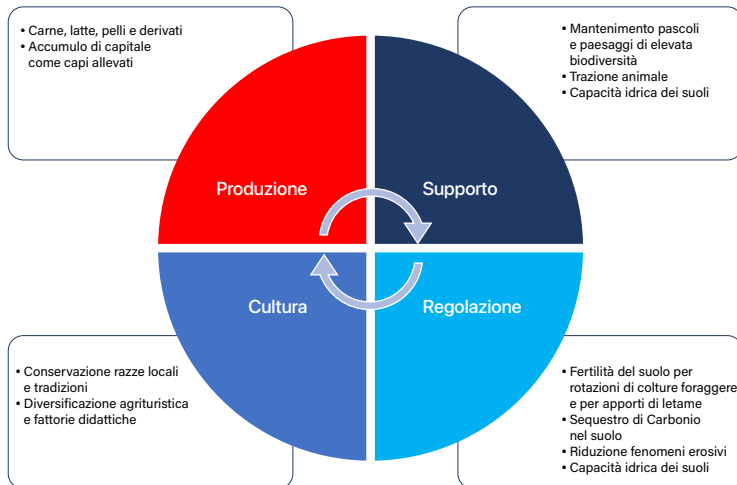 • Carne, latte, pelli e derivati
• Accumulo di capitale
come capi allevati
• Mantenimento pascoli
e paesaggi di elevata
biodiversità
• Trazione animale
• Capacità idrica dei suoli
Produzione
Supporto
Cultura
Regolazione
• Conservazione razze locali
e tradizioni
• Diversificazione agrituristica
e fattorie didattiche
• Fertilità del suolo per
rotazioni di colture foraggere
e per apporti di letame
• Sequestro di Carbonio
nel suolo
• Riduzione fenomeni erosivi
• Capacità idrica dei suoli